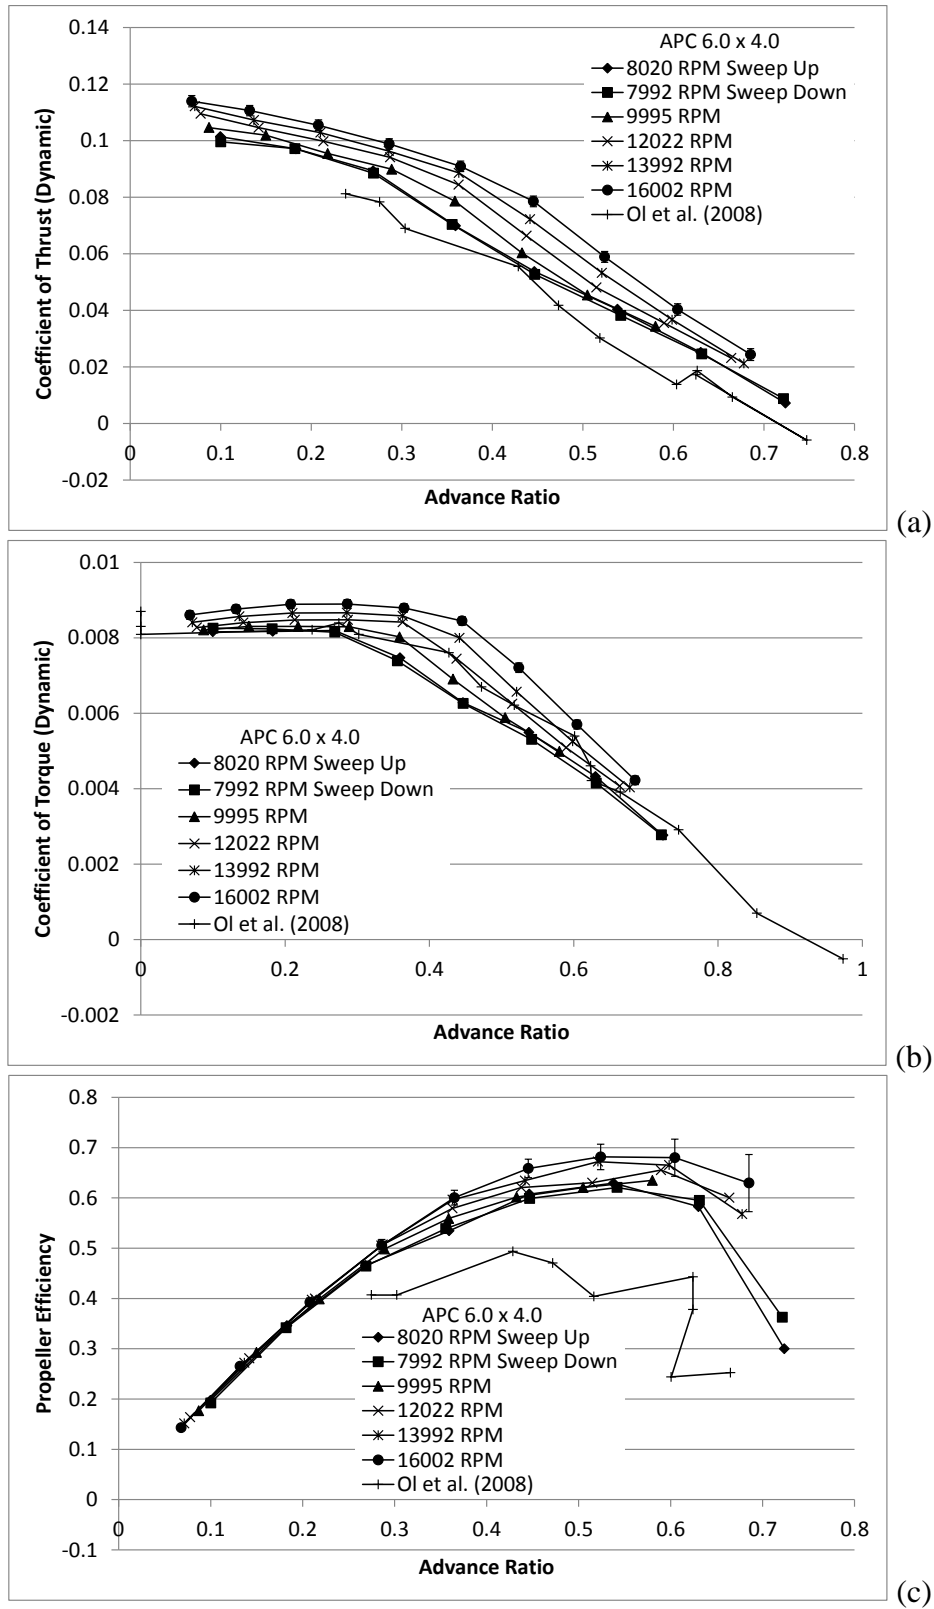 0.14
0.12
0.1
0.08
0.06
0.04
0.02
0
-0.02
Coefficient of Thrust (Dynamic)
APC 6.0 x 4.0
8020 RPM Sweep Up
7992 RPM Sweep Down
9995 RPM
12022 RPM
13992 RPM
16002 RPM
Ol et al. (2008)
0 0.1 0.2 0.3 0.4 0.5 0.6 0.7 0.8
Advance Ratio
(a)
0.01
0.008
0.006
0.004
0.002
0
-0.002
Coefficient of Torque (Dynamic)
APC 6.0 x 4.0
8020 RPM Sweep Up
7992 RPM Sweep Down
9995 RPM
12022 RPM
13992 RPM
16002 RPM
Ol et al. (2008)
0 0.2 0.4 0.6 0.8 1
Advance Ratio
(b)
0.8
0.7
0.6
0.5
0.4
0.3
0.2
0.1
0
-0.1
Propeller Efficiency
APC 6.0 x 4.0
8020 RPM Sweep Up
7992 RPM Sweep Down
9995 RPM
12022 RPM
13992 RPM
16002 RPM
Ol et al. (2008)
0 0.1 0.2 0.3 0.4 0.5 0.6 0.7 0.8
Advance Ratio
(c)